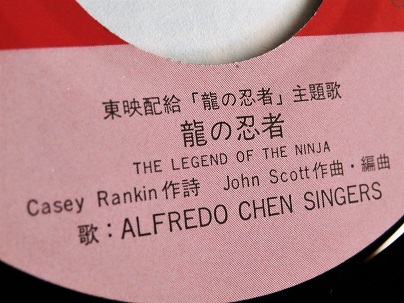 東映配給「龍の忍者」主題歌
龍の忍者
THE LEGEND OF THE NINJA
Casey Rankin作詩 John Scott作曲・編曲
歌：ALFREDO CHEN SINGERS